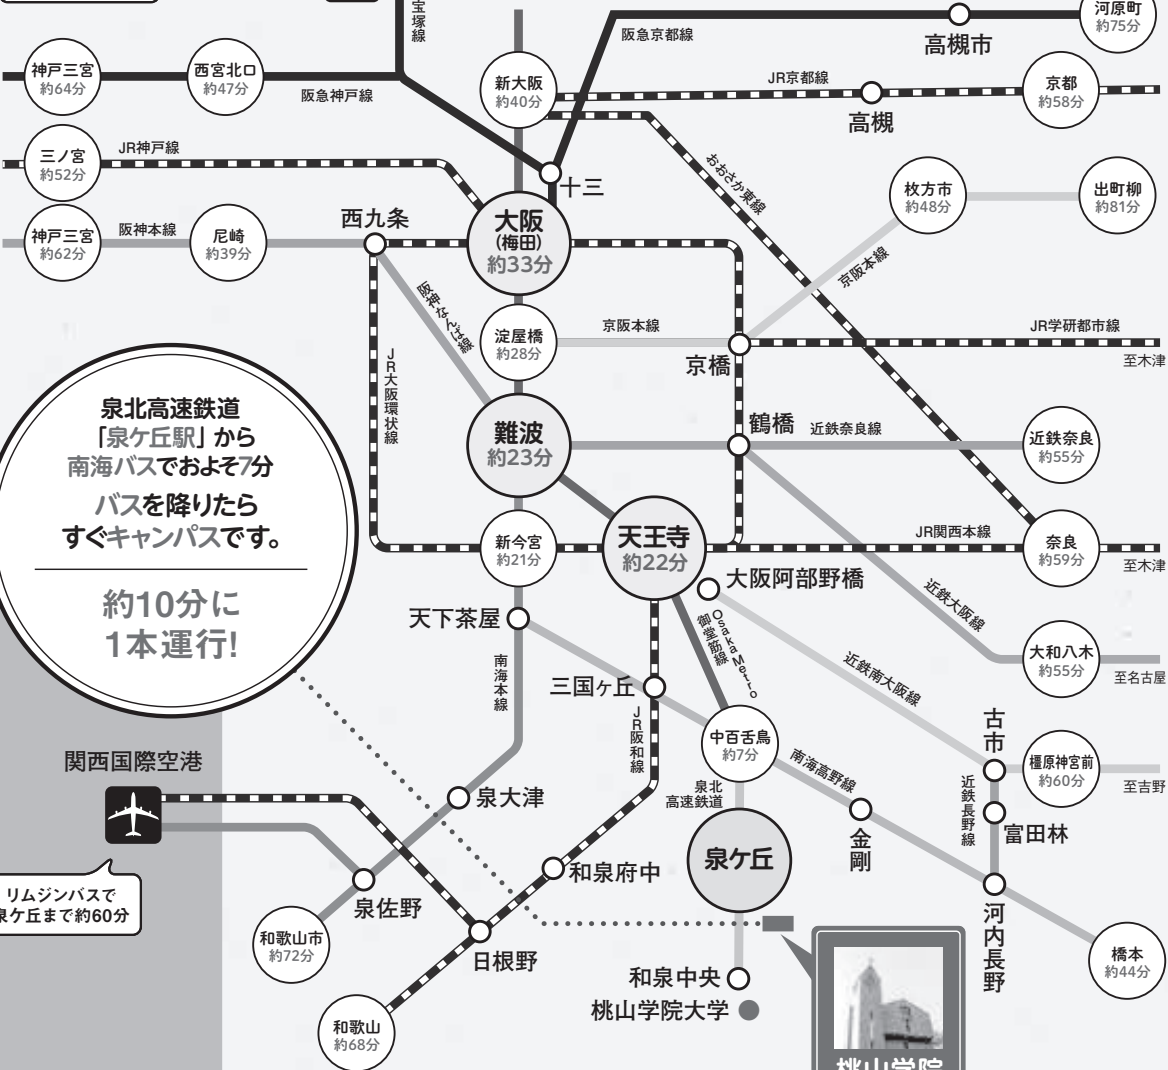 宝塚線
阪急京都線
高槻市
河原町
約75分
神戸三宮
約64分
西宮北口
約47分
阪急神戸線
新大阪
約40分
JR京都線
高槻
京都
約58分
三ノ宮
約52分
JR神戸線
十三
おおさか東線
枚方市
約48分
出町柳
約81分
神戸三宮
約62分
阪神本線
尼崎
約39分
西九条
大阪
(梅田)
約33分
京阪本線
阪神なんば線
淀屋橋
約28分
京阪本線
京橋
JR学研都市線
至木津
JR大阪環状線
泉北高速鉄道
「泉ケ丘駅」から
南海バスでおよそ7分
バスを降りたら
すぐキャンパスです。
約10分に
1本運行!
難波
約23分
鶴橋
近鉄奈良線
近鉄奈良
約55分
新今宮
約21分
天王寺
約22分
JR関西本線
奈良
約59分
至木津
大阪阿部野橋
天下茶屋
Osaka Metro
御堂筋線
近鉄大阪線
大和八木
約55分
至名古屋
南海本線
三国ヶ丘
近鉄南大阪線
JR阪和線
中百舌鳥
約7分
古市
橿原神宮前
約60分
至吉野
関西国際空港
泉大津
泉北
高速鉄道
南海高野線
近鉄長野線
金剛
富田林
泉ケ丘
和泉府中
リムジンバスで
泉ケ丘まで約60分
泉佐野
河内長野
和歌山市
約72分
日根野
橋本
約44分
和泉中央
桃山学院大学
和歌山
約68分
桃山学院